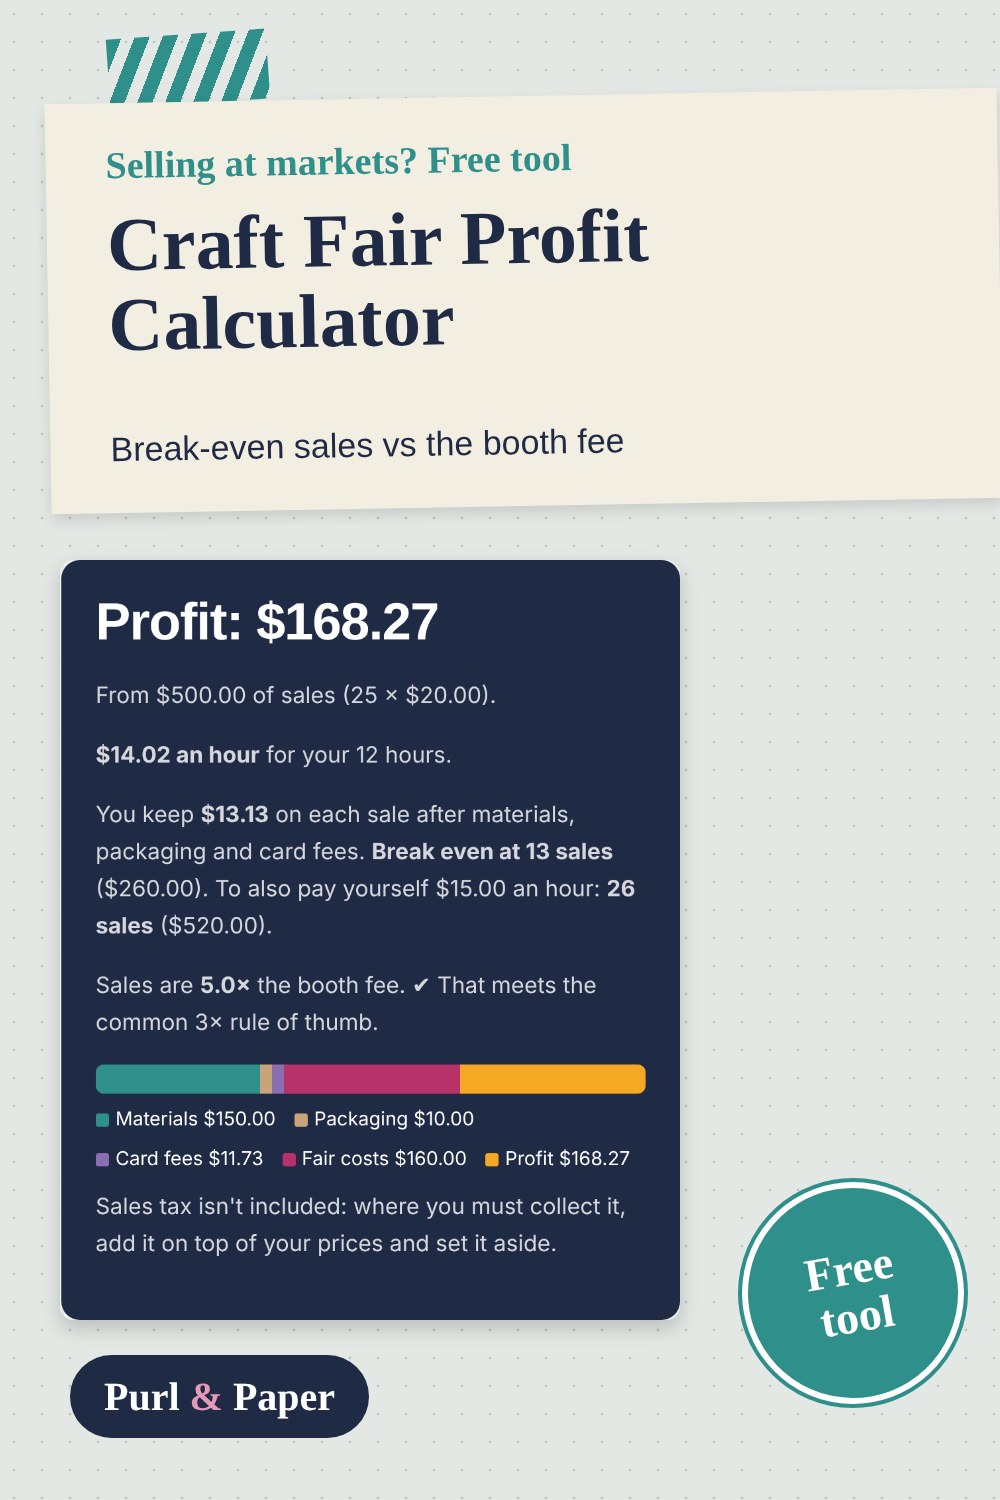 Selling at markets? Free tool
Craft Fair Profit
Calculator
Break-even sales vs the booth fee
Profit: $168.27
From $500.00 of sales (25 × $20.00).
$14.02 an hour for your 12 hours.
You keep $13.13 on each sale after materials,
packaging and card fees. Break even at 13 sales
($260.00). To also pay yourself $15.00 an hour: 26
sales ($520.00).
Sales are 5.0× the booth fee. ✔ That meets the
common 3× rule of thumb.
Materials $150.00 Packaging $10.00
Card fees $11.73 Fair costs $160.00 Profit $168.27
Sales tax isn't included: where you must collect it,
add it on top of your prices and set it aside.
Free
tool
Purl & Paper